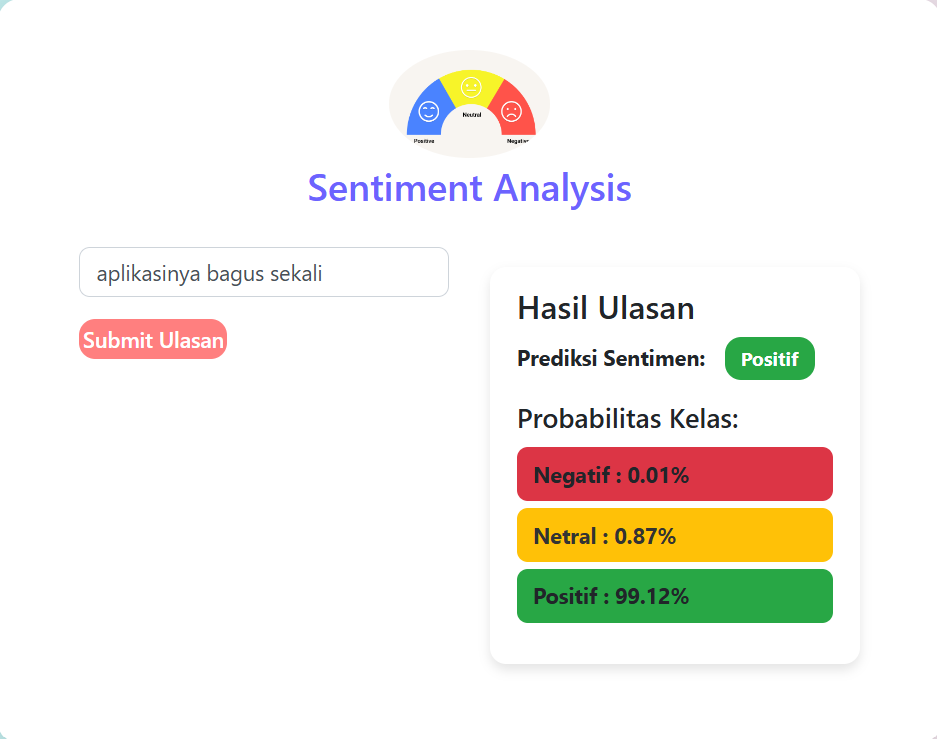 Neutral
Positive
Negative
Sentiment Analysis
aplikasinya bagus sekali
Submit Ulasan
Hasil Ulasan
Prediksi Sentimen: Positif
Probabilitas Kelas:
Negatif : 0.01%
Netral : 0.87%
Positif : 99.12%